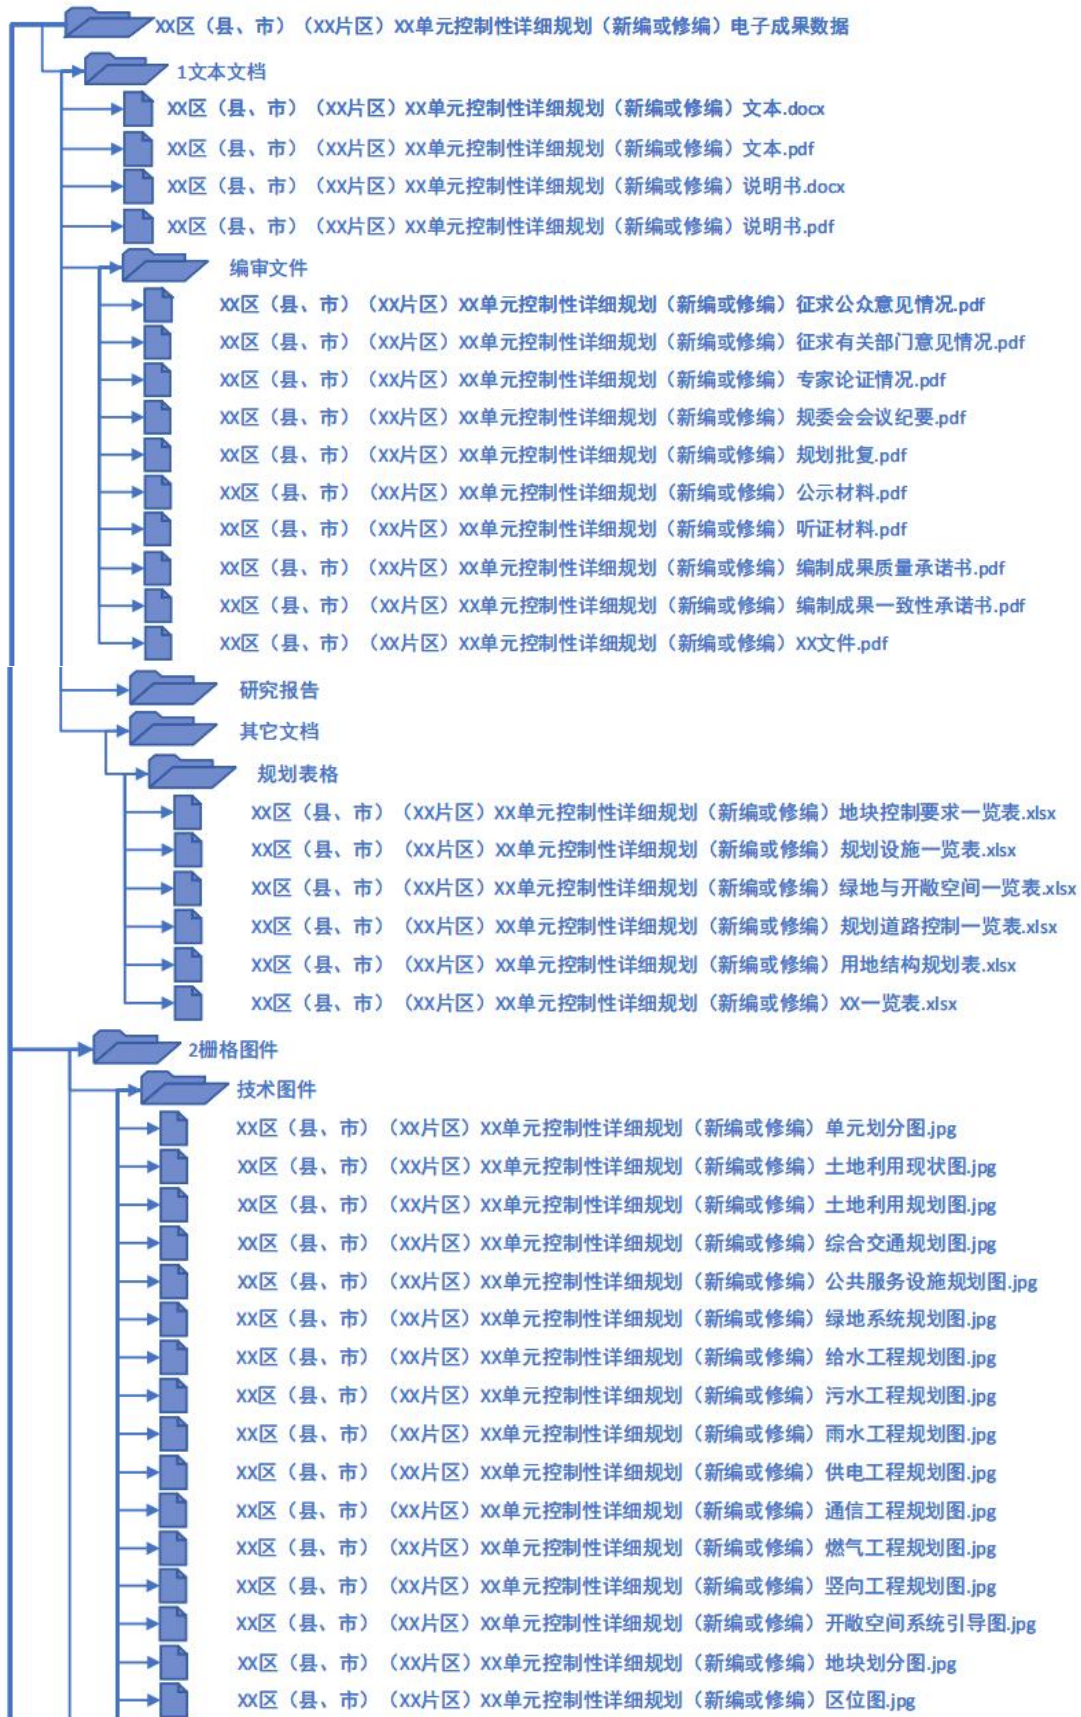 XX区（县、市）（XX片区）XX单元控制性详细规划（新编或修编）电子成果数据
1文本文档
XX区（县、市）（XX片区）XX单元控制性详细规划（新编或修编）文本.docx
XX区（县、市）（XX片区）XX单元控制性详细规划（新编或修编）文本.pdf
XX区（县、市）（XX片区）XX单元控制性详细规划（新编或修编）说明书.docx
XX区（县、市）（XX片区）XX单元控制性详细规划（新编或修编）说明书.pdf
编审文件
XX区（县、市）（XX片区）XX单元控制性详细规划（新编或修编）征求公众意见情况.pdf
XX区（县、市）（XX片区）XX单元控制性详细规划（新编或修编）征求有关部门意见情况.pdf
XX区（县、市）（XX片区）XX单元控制性详细规划（新编或修编）专家论证情况.pdf
XX区（县、市）（XX片区）XX单元控制性详细规划（新编或修编）规委会会议纪要.pdf
XX区（县、市）（XX片区）XX单元控制性详细规划（新编或修编）规划批复.pdf
XX区（县、市）（XX片区）XX单元控制性详细规划（新编或修编）公示材料.pdf
XX区（县、市）（XX片区）XX单元控制性详细规划（新编或修编）听证材料.pdf
XX区（县、市）（XX片区）XX单元控制性详细规划（新编或修编）编制成果质量承诺书.pdf
XX区（县、市）（XX片区）XX单元控制性详细规划（新编或修编）编制成果一致性承诺书.pdf
XX区（县、市）（XX片区）XX单元控制性详细规划（新编或修编）XX文件.pdf
研究报告
其它文档
规划表格
XX区（县、市）（XX片区）XX单元控制性详细规划（新编或修编）地块控制要求一览表.xlsx
XX区（县、市）（XX片区）XX单元控制性详细规划（新编或修编）规划设施一览表.xlsx
XX区（县、市）（XX片区）XX单元控制性详细规划（新编或修编）绿地与开敞空间一览表.xlsx
XX区（县、市）（XX片区）XX单元控制性详细规划（新编或修编）规划道路控制一览表.xlsx
XX区（县、市）（XX片区）XX单元控制性详细规划（新编或修编）用地结构规划表.xlsx
XX区（县、市）（XX片区）XX单元控制性详细规划（新编或修编）XX一览表.xlsx
2栅格图件
技术图件
XX区（县、市）（XX片区）XX单元控制性详细规划（新编或修编）单元划分图.jpg
XX区（县、市）（XX片区）XX单元控制性详细规划（新编或修编）土地利用现状图.jpg
XX区（县、市）（XX片区）XX单元控制性详细规划（新编或修编）土地利用规划图.jpg
XX区（县、市）（XX片区）XX单元控制性详细规划（新编或修编）综合交通规划图.jpg
XX区（县、市）（XX片区）XX单元控制性详细规划（新编或修编）公共服务设施规划图.jpg
XX区（县、市）（XX片区）XX单元控制性详细规划（新编或修编）绿地系统规划图.jpg
XX区（县、市）（XX片区）XX单元控制性详细规划（新编或修编）给水工程规划图.jpg
XX区（县、市）（XX片区）XX单元控制性详细规划（新编或修编）污水工程规划图.jpg
XX区（县、市）（XX片区）XX单元控制性详细规划（新编或修编）雨水工程规划图.jpg
XX区（县、市）（XX片区）XX单元控制性详细规划（新编或修编）供电工程规划图.jpg
XX区（县、市）（XX片区）XX单元控制性详细规划（新编或修编）通信工程规划图.jpg
XX区（县、市）（XX片区）XX单元控制性详细规划（新编或修编）燃气工程规划图.jpg
XX区（县、市）（XX片区）XX单元控制性详细规划（新编或修编）竖向工程规划图.jpg
XX区（县、市）（XX片区）XX单元控制性详细规划（新编或修编）开敞空间系统引导图.jpg
XX区（县、市）（XX片区）XX单元控制性详细规划（新编或修编）地块划分图.jpg
XX区（县、市）（XX片区）XX单元控制性详细规划（新编或修编）区位图.jpg